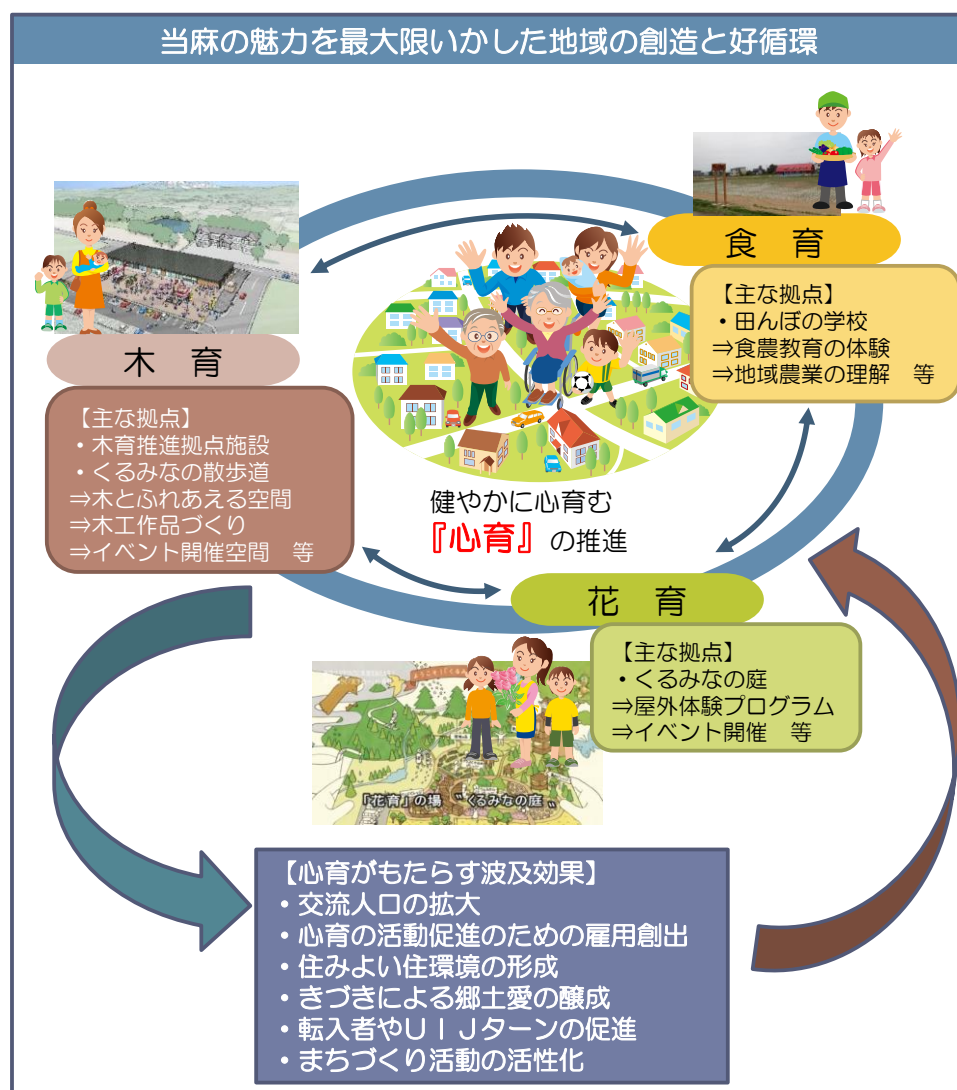 当麻の魅力を最大限いかした地域の創造と好循環
食 育
【主な拠点】
・田んぼの学校
⇒食農教育の体験
⇒地域農業の理解 等
木 育
【主な拠点】
・木育推進拠点施設
・くるみなの散歩道
⇒木とふれあえる空間
⇒木工作品づくり
⇒イベント開催空間 等
健やかに心育む
『心育』の推進
花 育
【主な拠点】
・くるみなの庭
⇒屋外体験プログラム
⇒イベント開催 等
「花育」の場 〝くるみなの庭〟
【心育がもたらす波及効果】
・交流人口の拡大
・心育の活動促進のための雇用創出
・住みよい住環境の形成
・きづきによる郷土愛の醸成
・転入者やUIJターンの促進
・まちづくり活動の活性化